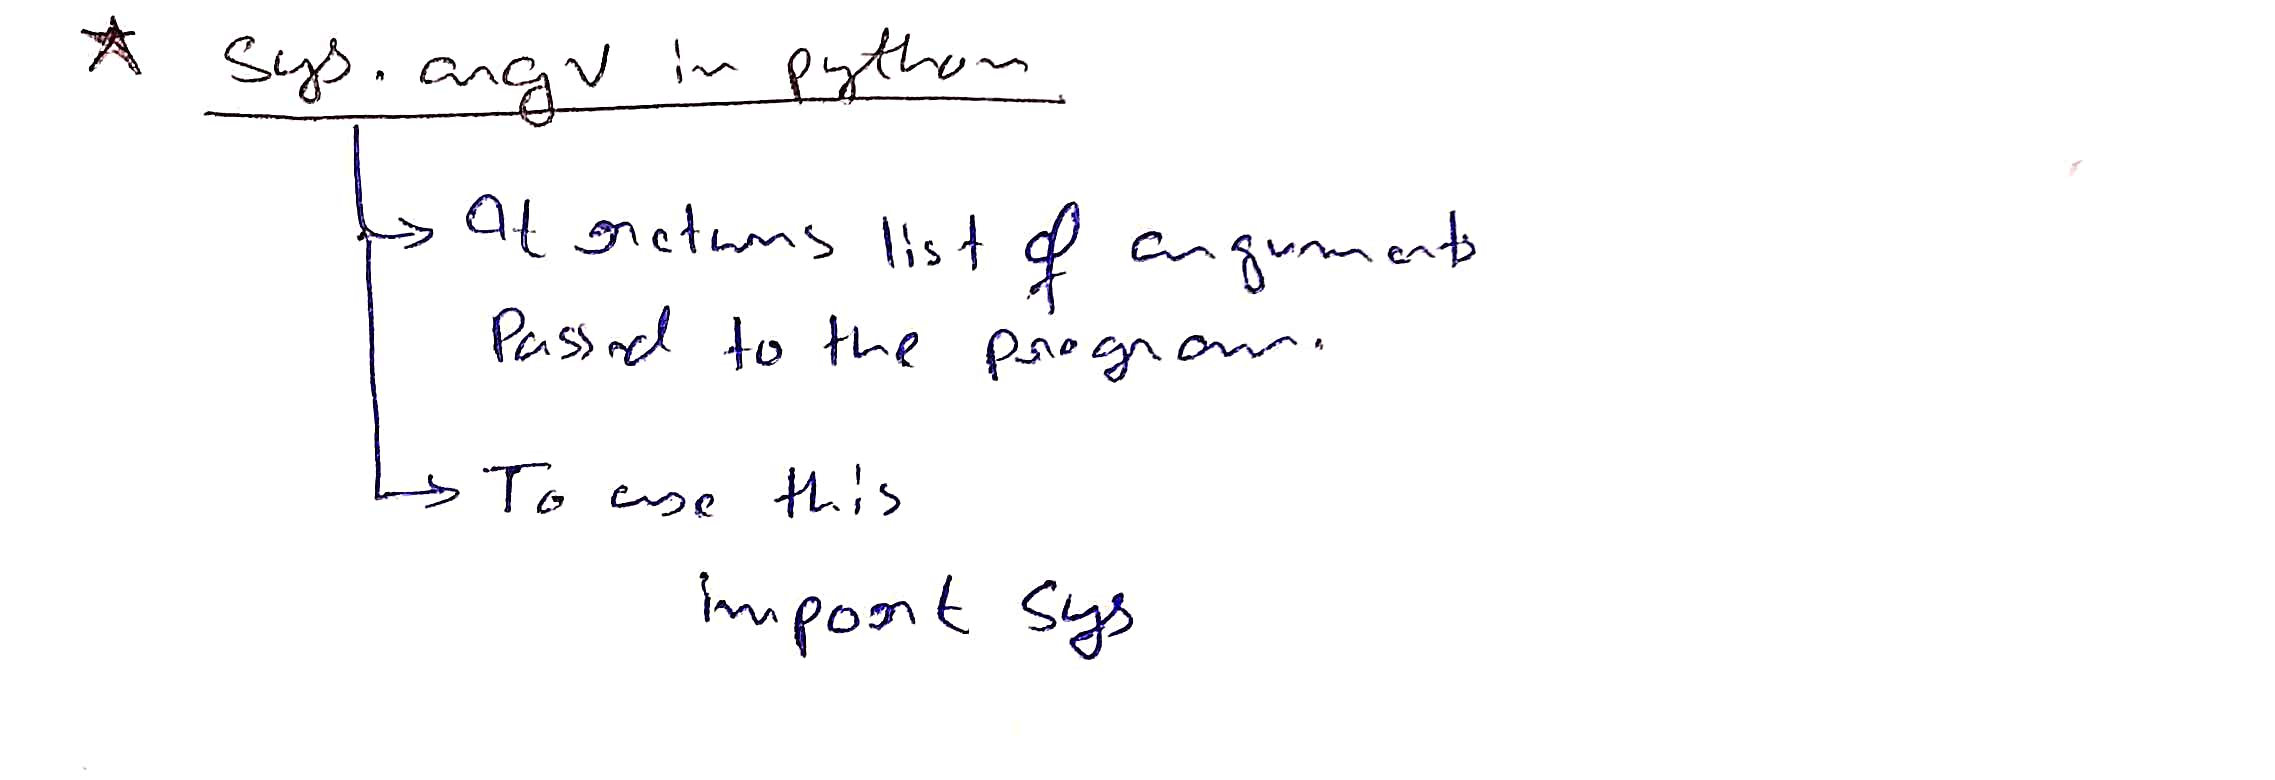 Sys. argv in python
It returns list of arguments
Passed to the program.
To use this
import sys